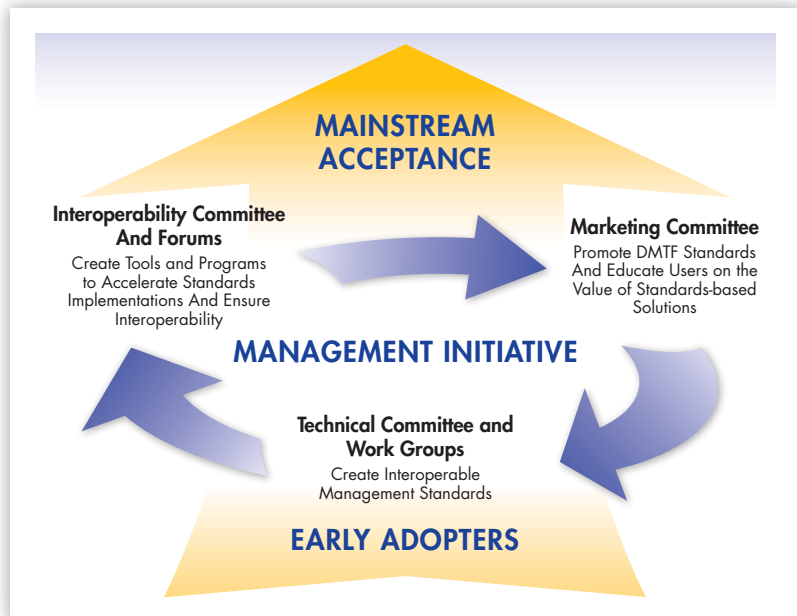 MAINSTREAM
ACCEPTANCE
Interoperability Committee
And Forums
Create Tools and Programs
to Accelerate Standards
Implementations And Ensure
Interoperability
Marketing Committee
Promote DMTF Standards
And Educate Users on the
Value of Standards-based
Solutions
MANAGEMENT INITIATIVE
Technical Committee and
Work Groups
Create Interoperable
Management Standards
EARLY ADOPTERS